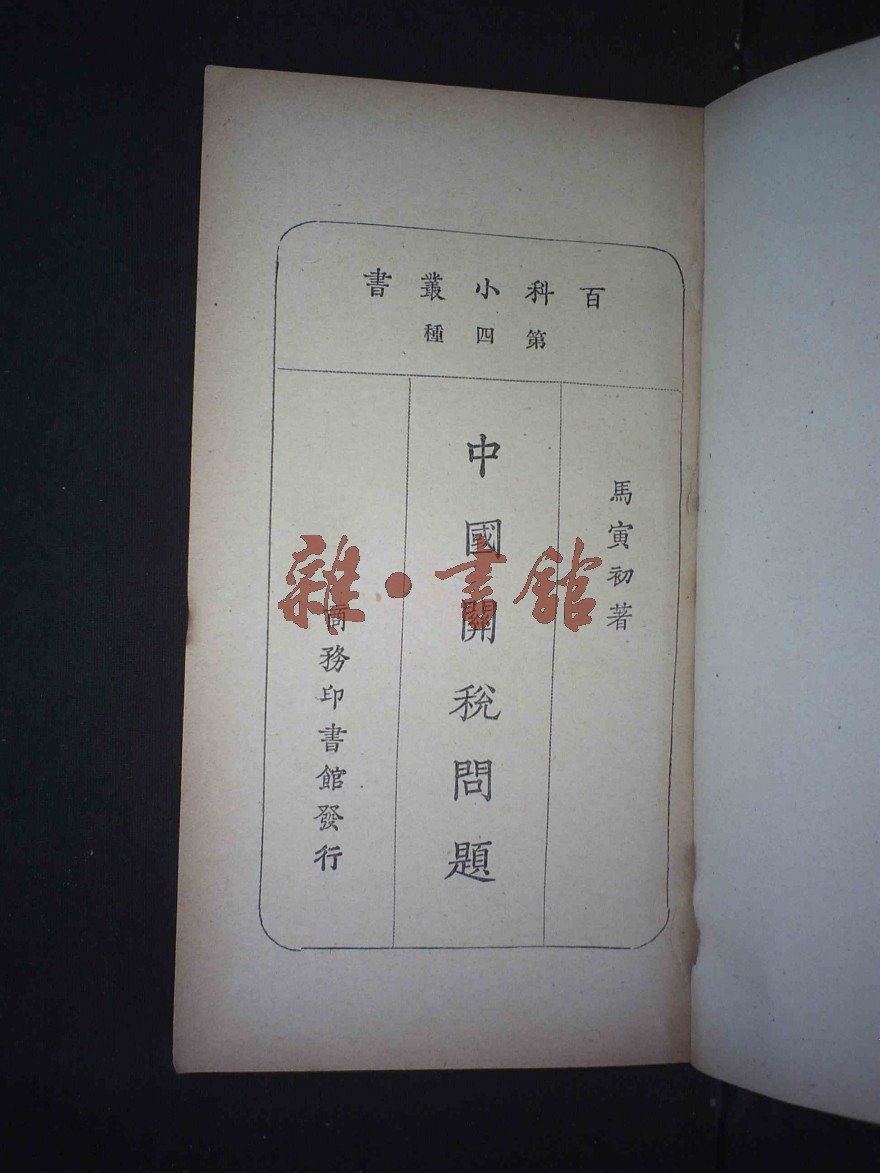 百科小叢書
第四種
馬寅初著
中國關稅問題
商務印書館發行
雜·書館